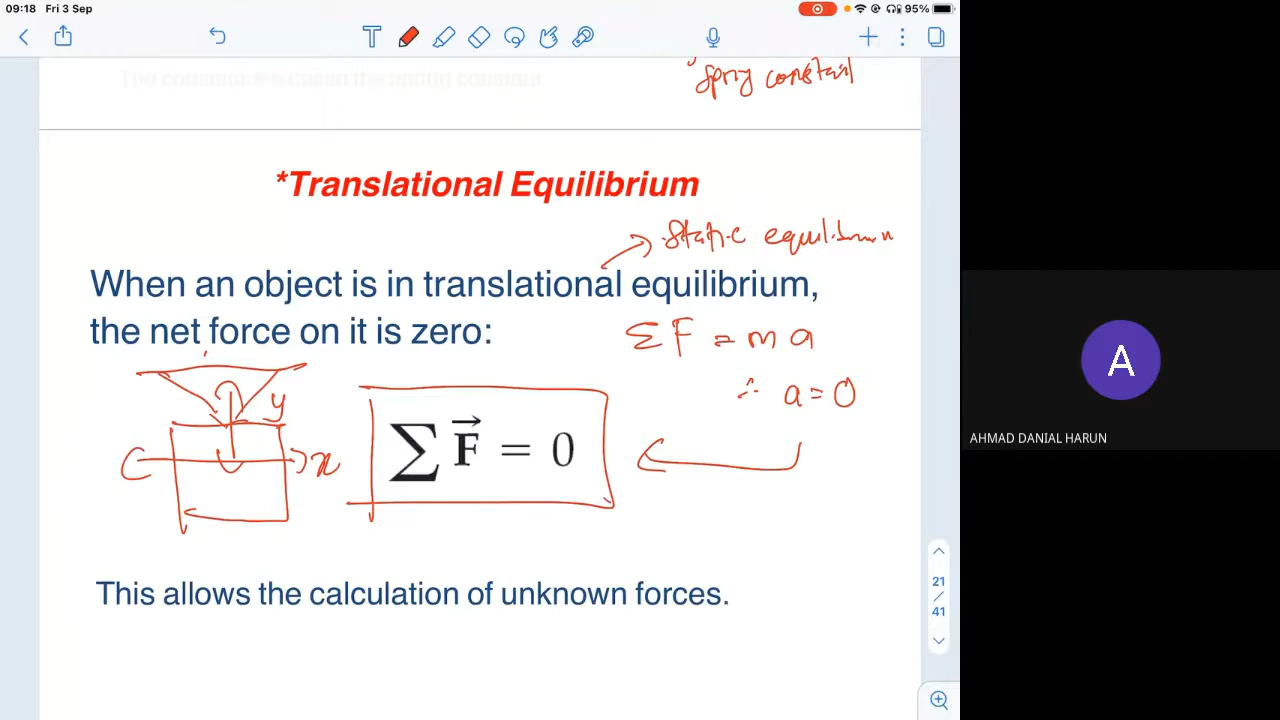 09:18 Fri 3 Sep
95%
T
spring constant
*Translational Equilibrium
static equilibrium
When an object is in translational equilibrium,
the net force on it is zero:
ΣF = ma
∴ a = 0
y
x
ΣF⃗ = 0
This allows the calculation of unknown forces.
21
/
41
A
AHMAD DANIAL HARUN